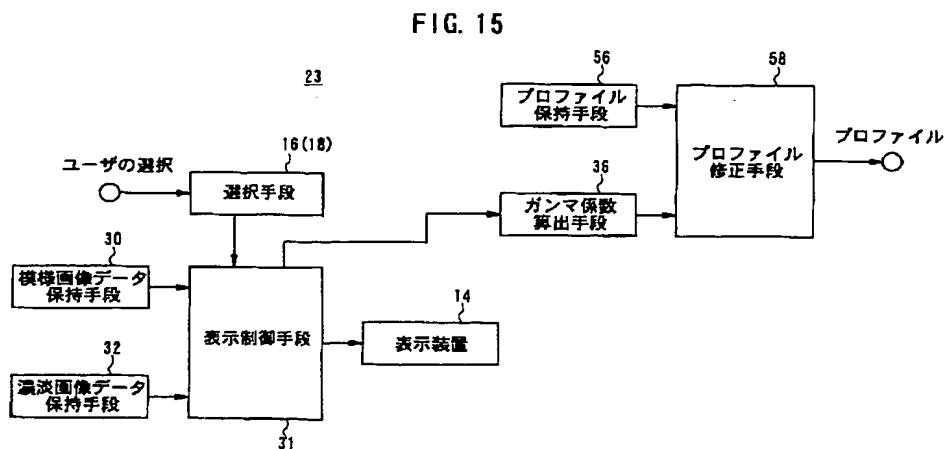 FIG. 15
23
ユーザの選択
16(18)
選択手段
30
模様画像データ
保持手段
32
濃淡画像データ
保持手段
表示制御手段
31
14
表示装置
56
プロファイル
保持手段
36
ガンマ係数
算出手段
58
プロファイル
修正手段
プロファイル